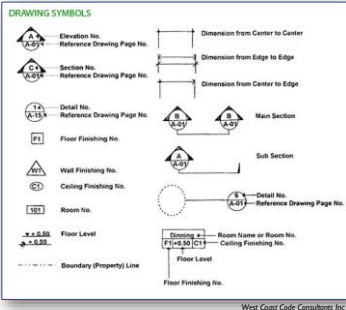 DRAWING SYMBOLS
A
A-01
Elevation No.
Reference Drawing Page No.
C
A-01
Section No.
Reference Drawing Page No.
1
A-15
Detail No.
Reference Drawing Page No.
F1
Floor Finishing No.
W1
Wall Finishing No.
C1
Ceiling Finishing No.
101
Room No.
+ 0.50
+ 0.50
Floor Level
Boundary (Property) Line
Dimension from Center to Center
Dimension from Edge to Edge
Dimension from Center to Edge
B
A-01
B
A-01
Main Section
A
A-01
Sub Section
6
A-01
Detail No.
Reference Drawing Page No.
Dinning
Room Name or Room No.
F1 +0.50 C1
Ceiling Finishing No.
Floor Level
Floor Finishing No.
West Coast Code Consultants Inc